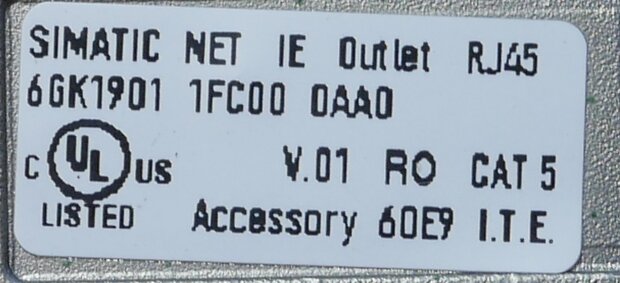 SIMATIC NET IE Outlet RJ45
6GK1901 1FC00 0AA0
C UL US V.01 RO CAT 5
LISTED Accessory 60E9 I.T.E.